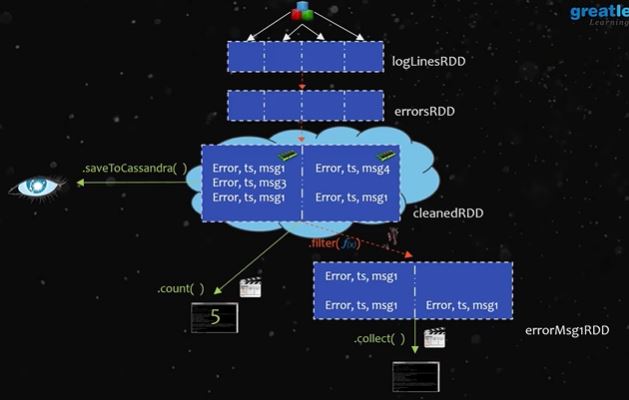 greatle
Learning
logLinesRDD
errorsRDD
.saveToCassandra( )
Error, ts, msg1
Error, ts, msg3
Error, ts, msg1
Error, ts, msg4
Error, ts, msg1
cleanedRDD
.filter( f(x) )
.count( )
5
Error, ts, msg1
Error, ts, msg1
Error, ts, msg1
errorMsg1RDD
.collect( )